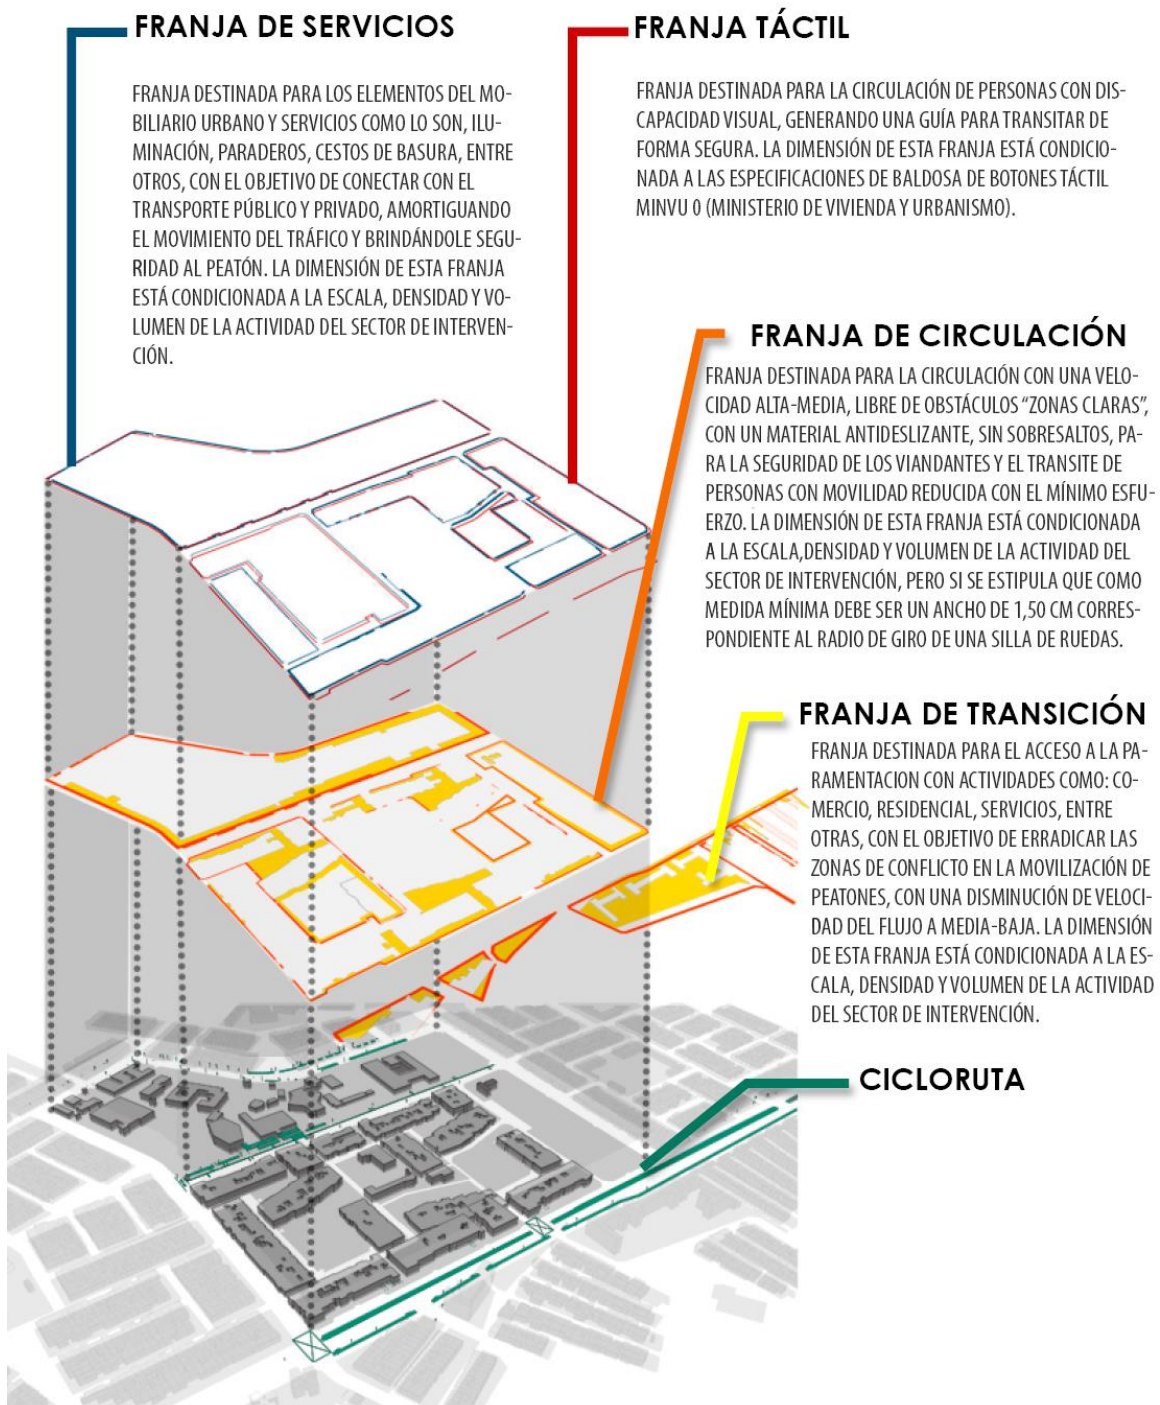 FRANJA DE SERVICIOS
FRANJA DESTINADA PARA LOS ELEMENTOS DEL MO-
BILIARIO URBANO Y SERVICIOS COMO LO SON, ILU-
MINACIÓN, PARADEROS, CESTOS DE BASURA, ENTRE
OTROS, CON EL OBJETIVO DE CONECTAR CON EL
TRANSPORTE PÚBLICO Y PRIVADO, AMORTIGUANDO
EL MOVIMIENTO DEL TRÁFICO Y BRINDÁNDOLE SEGU-
RIDAD AL PEATÓN. LA DIMENSIÓN DE ESTA FRANJA
ESTÁ CONDICIONADA A LA ESCALA, DENSIDAD Y VO-
LUMEN DE LA ACTIVIDAD DEL SECTOR DE INTERVEN-
CIÓN.
FRANJA TÁCTIL
FRANJA DESTINADA PARA LA CIRCULACIÓN DE PERSONAS CON DIS-
CAPACIDAD VISUAL, GENERANDO UNA GUÍA PARA TRANSITAR DE
FORMA SEGURA. LA DIMENSIÓN DE ESTA FRANJA ESTÁ CONDICIO-
NADA A LAS ESPECIFICACIONES DE BALDOSA DE BOTONES TÁCTIL
MINVU 0 (MINISTERIO DE VIVIENDA Y URBANISMO).
FRANJA DE CIRCULACIÓN
FRANJA DESTINADA PARA LA CIRCULACIÓN CON UNA VELO-
CIDAD ALTA-MEDIA, LIBRE DE OBSTÁCULOS “ZONAS CLARAS”,
CON UN MATERIAL ANTIDESLIZANTE, SIN SOBRESALTOS, PA-
RA LA SEGURIDAD DE LOS VIANDANTES Y EL TRANSITE DE
PERSONAS CON MOVILIDAD REDUCIDA CON EL MÍNIMO ESFU-
ERZO. LA DIMENSIÓN DE ESTA FRANJA ESTÁ CONDICIONADA
A LA ESCALA,DENSIDAD Y VOLUMEN DE LA ACTIVIDAD DEL
SECTOR DE INTERVENCIÓN, PERO SI SE ESTIPULA QUE COMO
MEDIDA MÍNIMA DEBE SER UN ANCHO DE 1,50 CM CORRES-
PONDIENTE AL RADIO DE GIRO DE UNA SILLA DE RUEDAS.
FRANJA DE TRANSICIÓN
FRANJA DESTINADA PARA EL ACCESO A LA PA-
RAMENTACION CON ACTIVIDADES COMO: CO-
MERCIO, RESIDENCIAL, SERVICIOS, ENTRE
OTRAS, CON EL OBJETIVO DE ERRADICAR LAS
ZONAS DE CONFLICTO EN LA MOVILIZACIÓN DE
PEATONES, CON UNA DISMINUCIÓN DE VELOCI-
DAD DEL FLUJO A MEDIA-BAJA. LA DIMENSIÓN
DE ESTA FRANJA ESTÁ CONDICIONADA A LA ES-
CALA, DENSIDAD Y VOLUMEN DE LA ACTIVIDAD
DEL SECTOR DE INTERVENCIÓN.
CICLORUTA